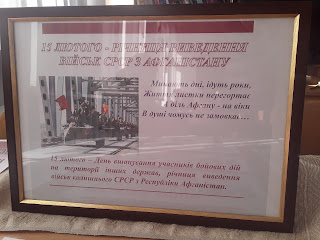 15 ЛЮТОГО - РІЧНИЦЯ ВИВЕДЕННЯ
ВІЙСЬК СРСР З АФГАНІСТАНУ
Минають дні, ідуть роки,
Життя листки перегортає
А біль Афгану - на віки
В душі чомусь не замовкає...
15 лютого – День вшанування учасників бойових дій
на території інших держав, річниця виведення
військ колишнього СРСР з Республіки Афганістан.